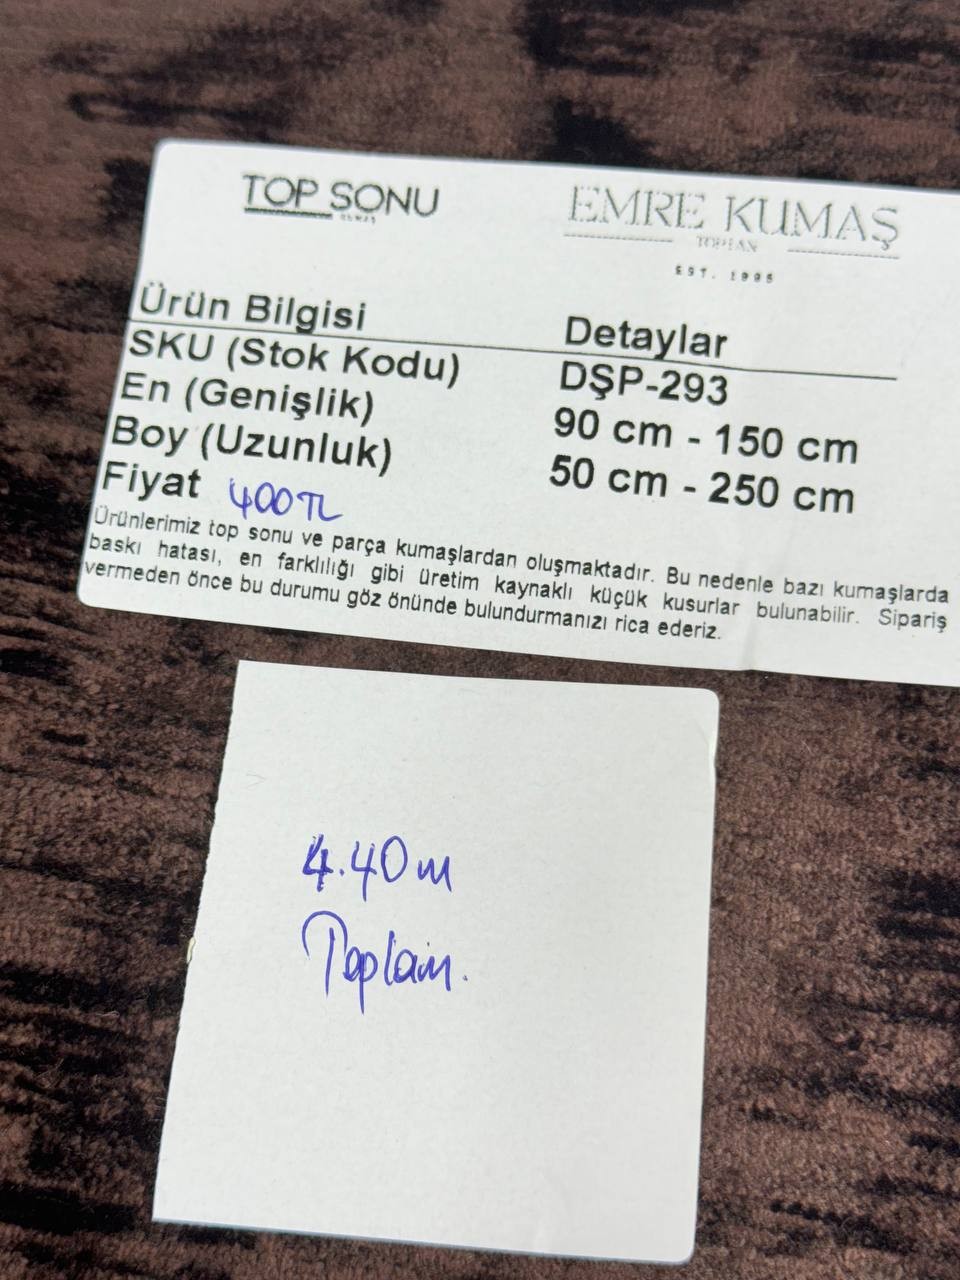 TOP SONU
EMRE KUMAŞ
TOPTAN
EST. 1995
Ürün Bilgisi Detaylar
SKU (Stok Kodu) DŞP-293
En (Genişlik) 90 cm - 150 cm
Boy (Uzunluk) 50 cm - 250 cm
Fiyat 400TL
Ürünlerimiz top sonu ve parça kumaşlardan oluşmaktadır. Bu nedenle bazı kumaşlarda
baskı hatası, en farklılığı gibi üretim kaynaklı küçük kusurlar bulunabilir. Sipariş
vermeden önce bu durumu göz önünde bulundurmanızı rica ederiz.
4.40 m
Toplam.